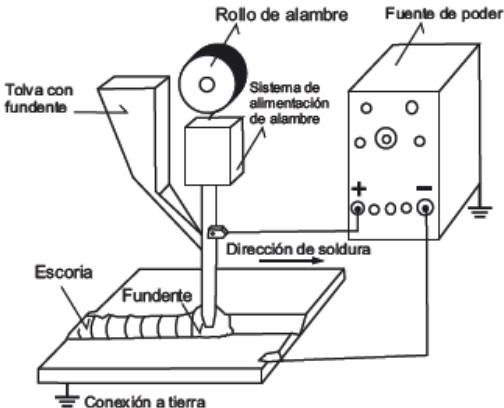 Rollo de alambre
Fuente de poder
Tolva con
fundente
Sistema de
alimentación
de alambre
+ −
Dirección de soldura
Escoria
Fundente
Conexión a tierra